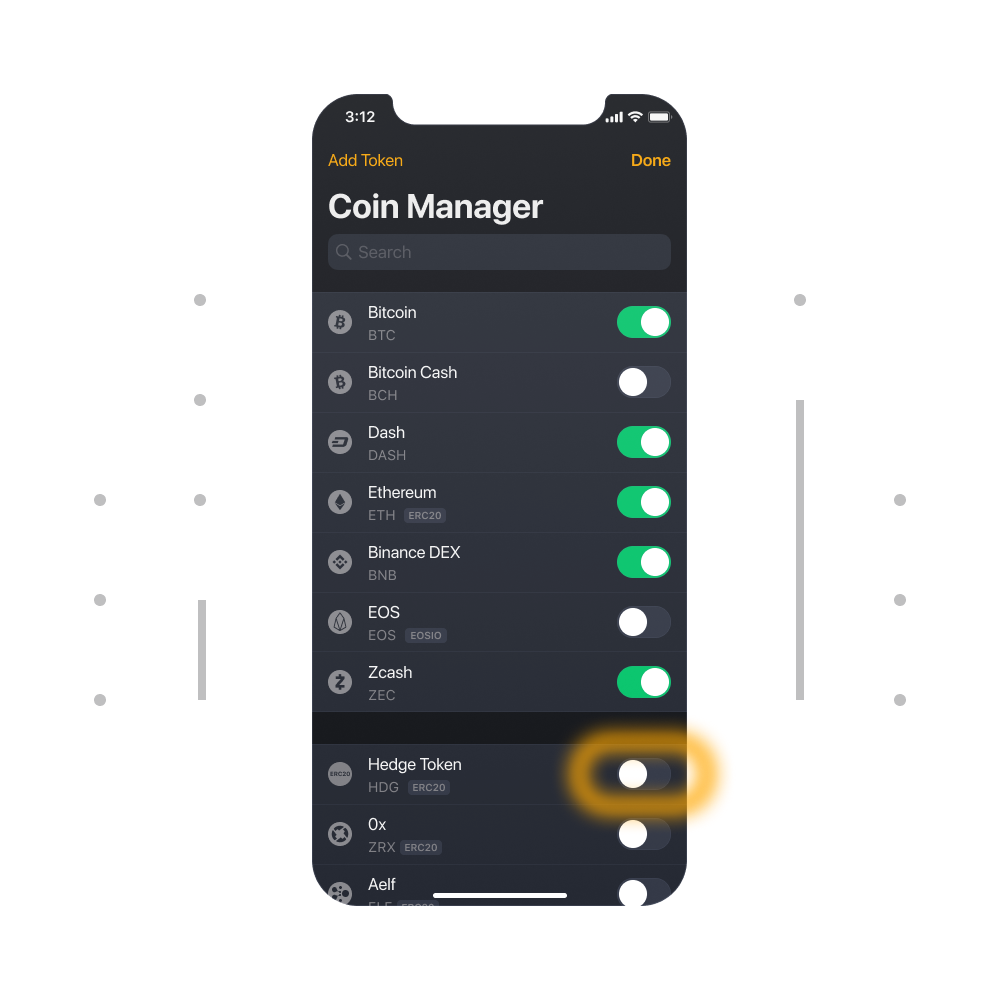 3:12
Add Token Done
Coin Manager
Search
Bitcoin
BTC
Bitcoin Cash
BCH
Dash
DASH
Ethereum
ETH ERC20
Binance DEX
BNB
EOS
EOS EOSIO
Zcash
ZEC
Hedge Token
ERC20
HDG ERC20
0x
ZRX ERC20
Aelf